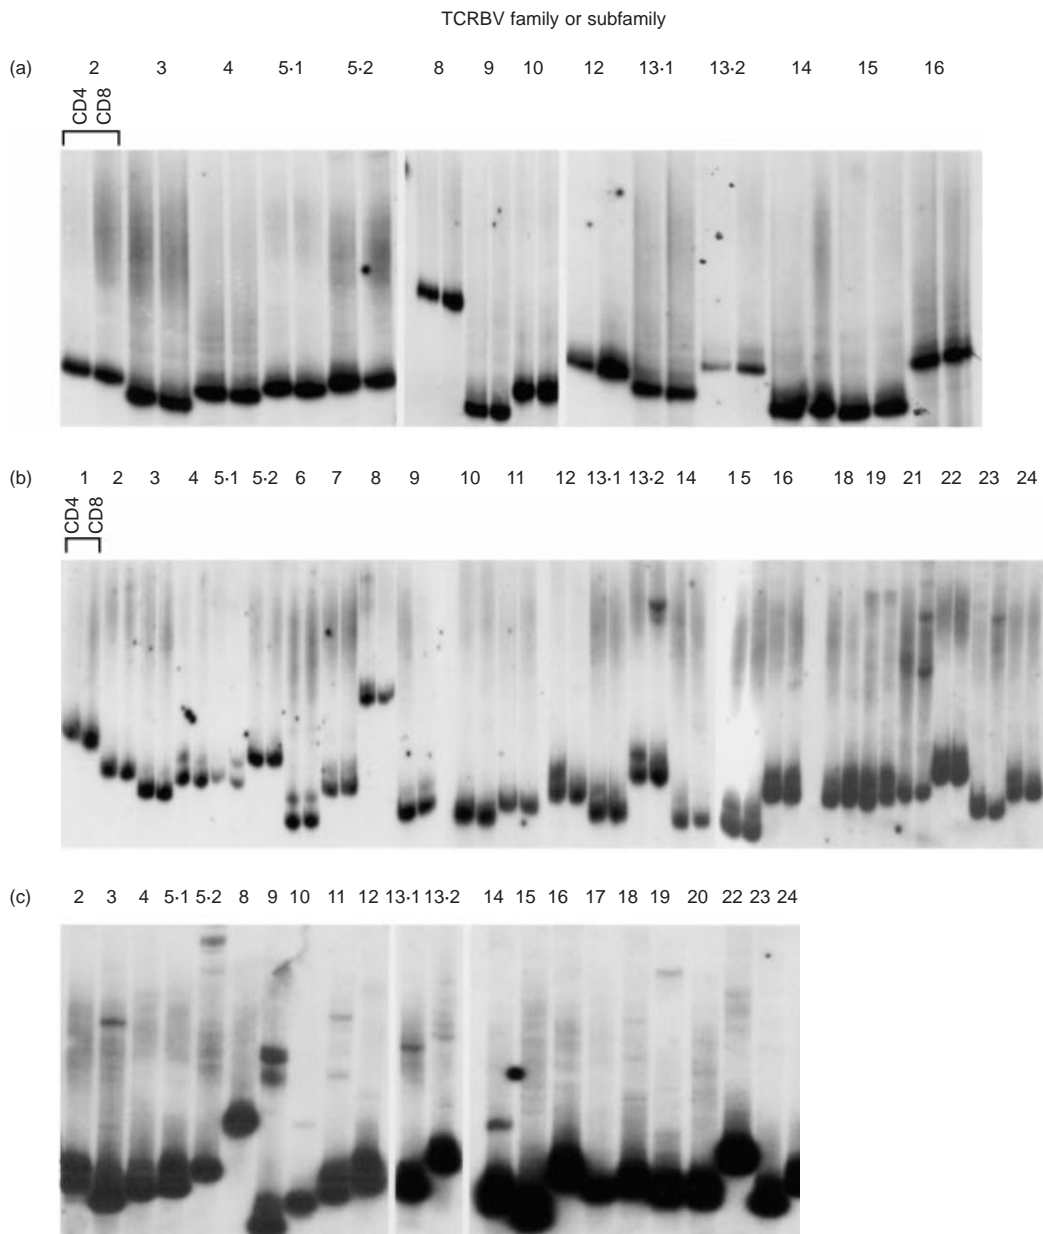 TCRBV family or subfamily
(a) 2 3 4 5·1 5·2 8 9 10 12 13·1 13·2 14 15 16
CD4 CD8
(b) 1 2 3 4 5·1 5·2 6 7 8 9 10 11 12 13·1 13·2 14 15 16 18 19 21 22 23 24
CD4 CD8
(c) 2 3 4 5·1 5·2 8 9 10 11 12 13·1 13·2 14 15 16 17 18 19 20 22 23 24